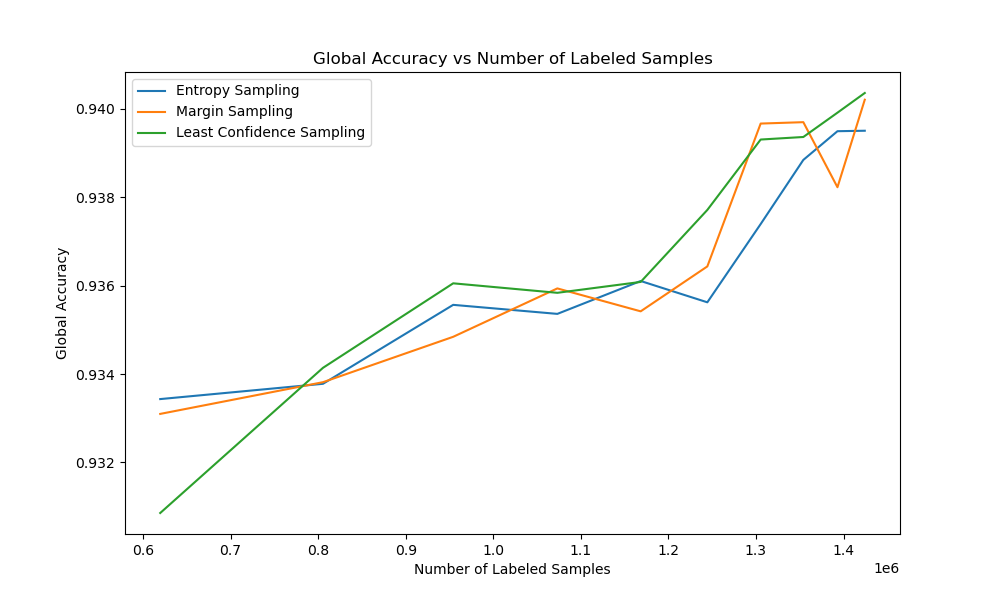 Global Accuracy vs Number of Labeled Samples
Entropy Sampling
Margin Sampling
Least Confidence Sampling
Global Accuracy
0.940
0.938
0.936
0.934
0.932
0.6 0.7 0.8 0.9 1.0 1.1 1.2 1.3 1.4
1e6
Number of Labeled Samples